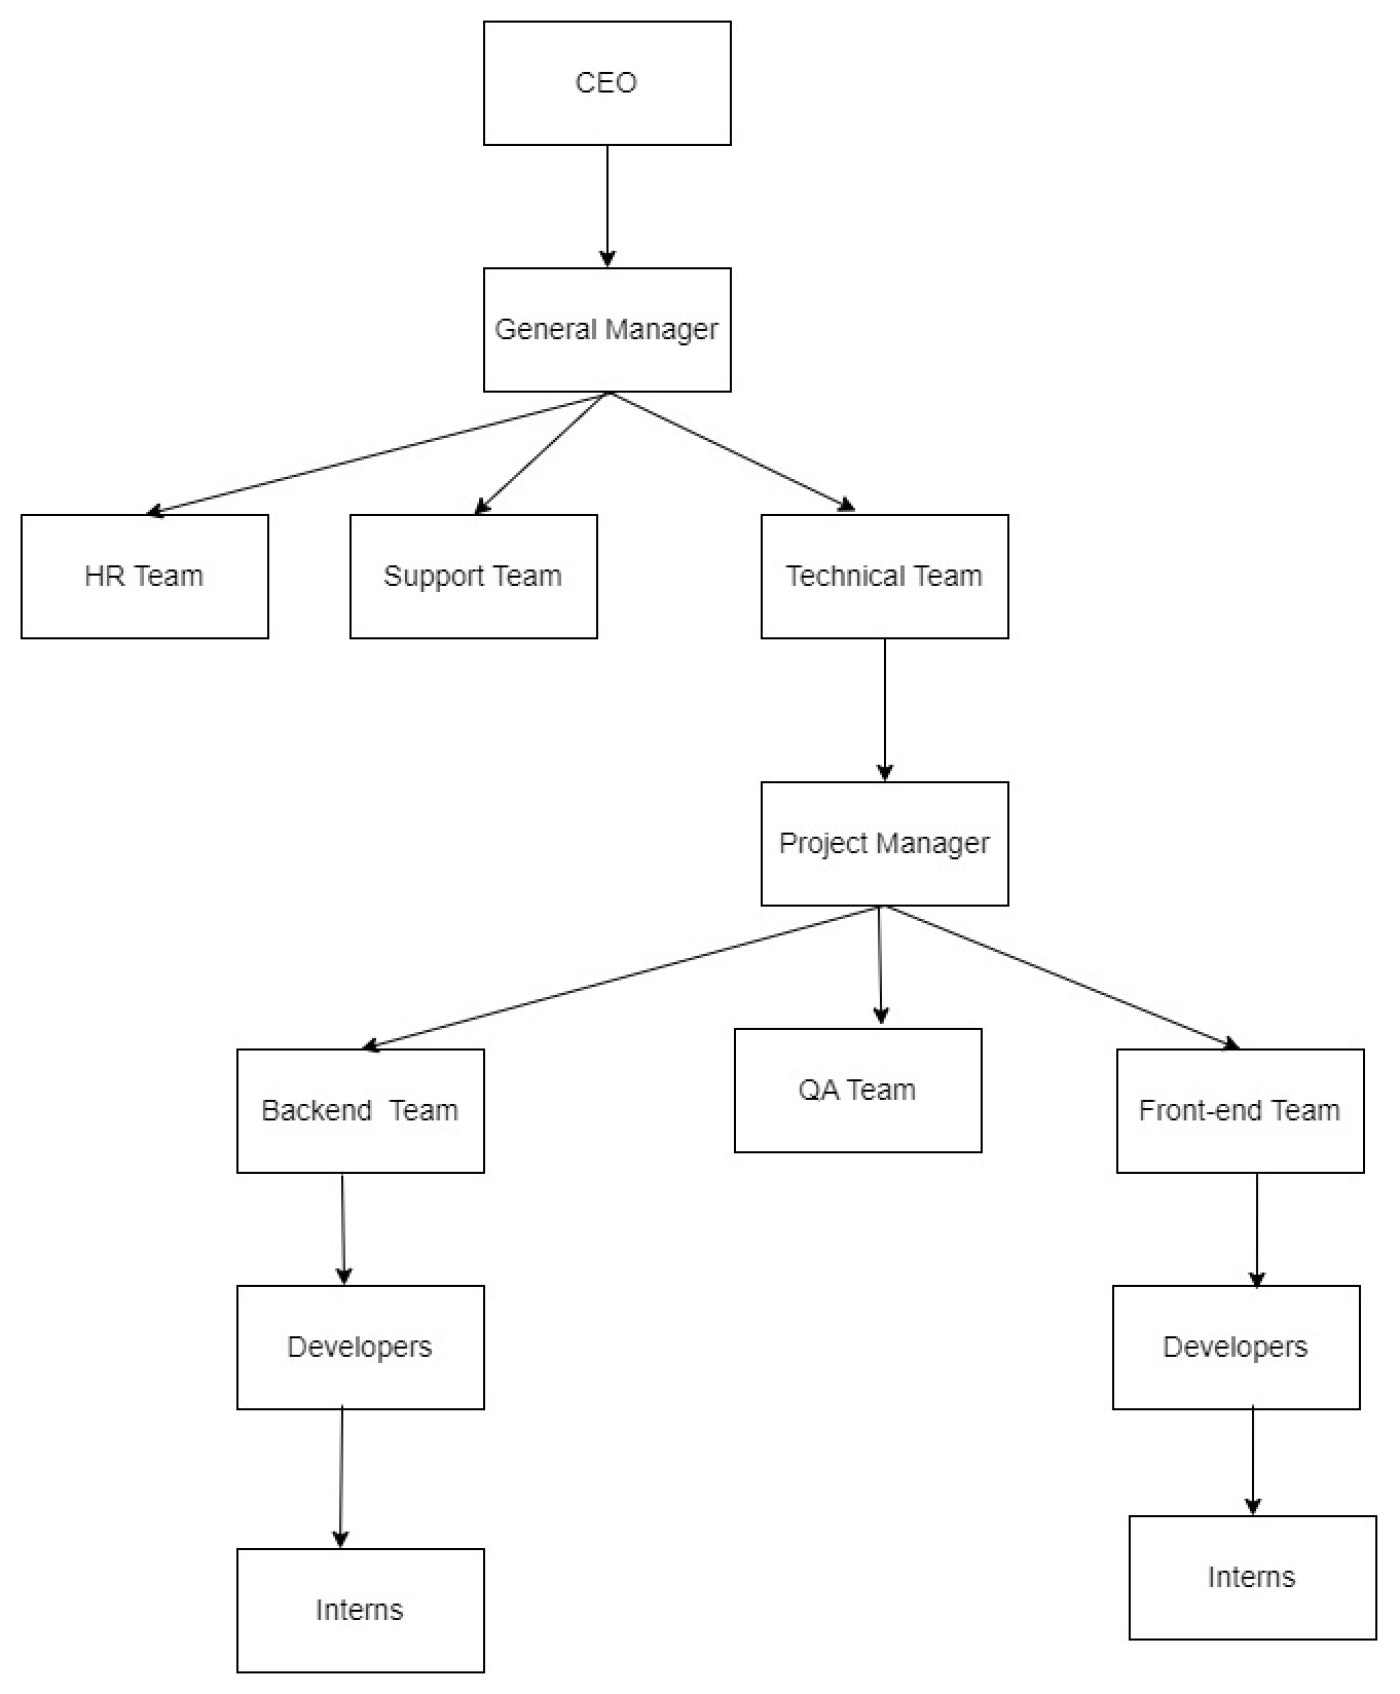 CEO
General Manager
HR Team
Support Team
Technical Team
Project Manager
Backend  Team
QA Team
Front-end Team
Developers
Developers
Interns
Interns